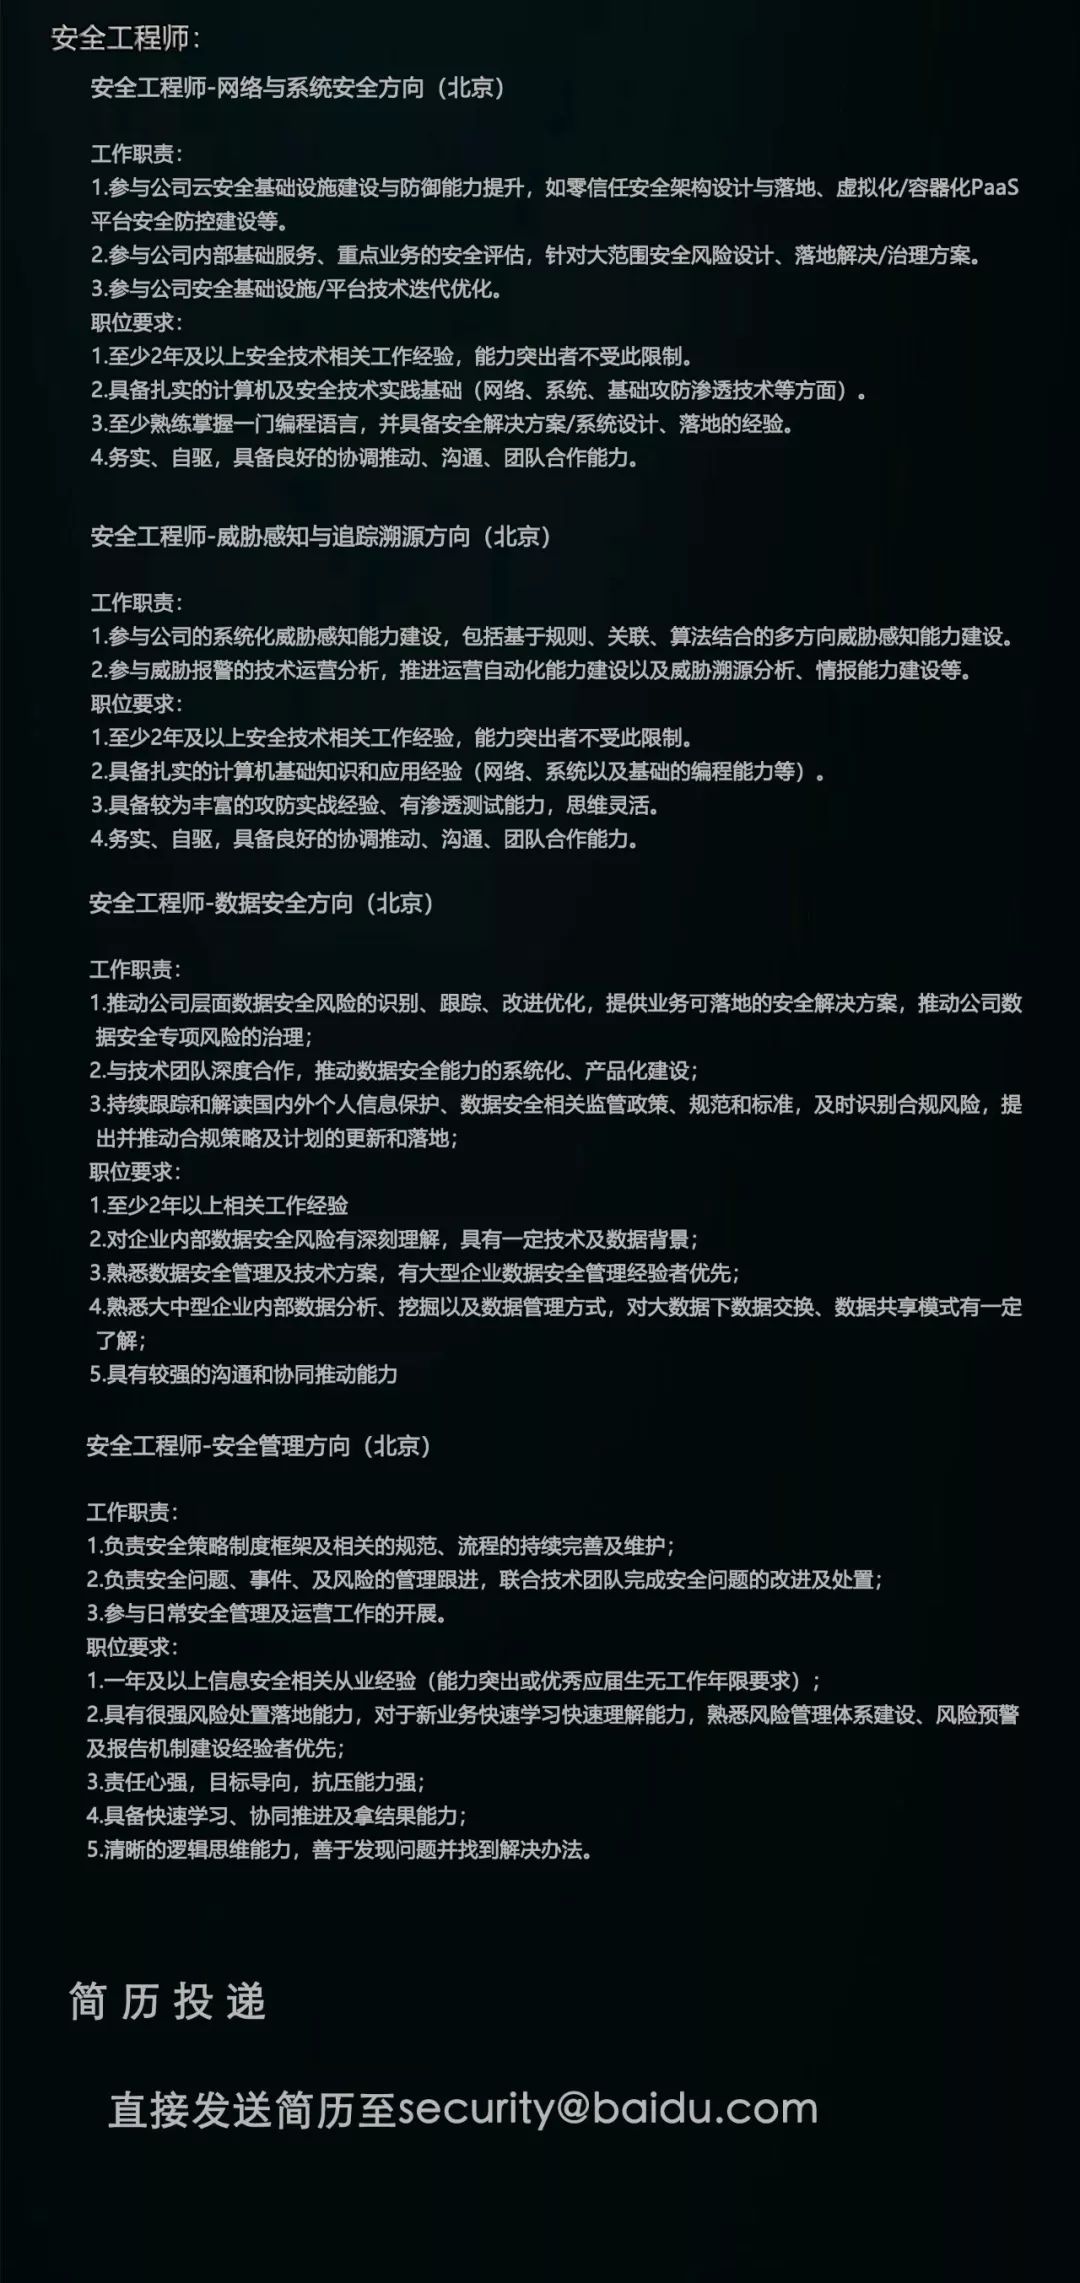 安全工程师：
安全工程师-网络与系统安全方向（北京）
工作职责：
1.参与公司云安全基础设施建设与防御能力提升，如零信任安全架构设计与落地、虚拟化/容器化PaaS
平台安全防控建设等。
2.参与公司内部基础服务、重点业务的安全评估，针对大范围安全风险设计、落地解决/治理方案。
3.参与公司安全基础设施/平台技术迭代优化。
职位要求：
1.至少2年及以上安全技术相关工作经验，能力突出者不受此限制。
2.具备扎实的计算机及安全技术实践基础（网络、系统、基础攻防渗透技术等方面）。
3.至少熟练掌握一门编程语言，并具备安全解决方案/系统设计、落地的经验。
4.务实、自驱，具备良好的协调推动、沟通、团队合作能力。
安全工程师-威胁感知与追踪溯源方向（北京）
工作职责：
1.参与公司的系统化威胁感知能力建设，包括基于规则、关联、算法结合的多方向威胁感知能力建设。
2.参与威胁报警的技术运营分析，推进运营自动化能力建设以及威胁溯源分析、情报能力建设等。
职位要求：
1.至少2年及以上安全技术相关工作经验，能力突出者不受此限制。
2.具备扎实的计算机基础知识和应用经验（网络、系统以及基础的编程能力等）。
3.具备较为丰富的攻防实战经验、有渗透测试能力，思维灵活。
4.务实、自驱，具备良好的协调推动、沟通、团队合作能力。
安全工程师-数据安全方向（北京）
工作职责：
1.推动公司层面数据安全风险的识别、跟踪、改进优化，提供业务可落地的安全解决方案，推动公司数
据安全专项风险的治理；
2.与技术团队深度合作，推动数据安全能力的系统化、产品化建设；
3.持续跟踪和解读国内外个人信息保护、数据安全相关监管政策、规范和标准，及时识别合规风险，提
出并推动合规策略及计划的更新和落地；
职位要求：
1.至少2年以上相关工作经验
2.对企业内部数据安全风险有深刻理解，具有一定技术及数据背景；
3.熟悉数据安全管理及技术方案，有大型企业数据安全管理经验者优先；
4.熟悉大中型企业内部数据分析、挖掘以及数据管理方式，对大数据下数据交换、数据共享模式有一定
了解；
5.具有较强的沟通和协同推动能力
安全工程师-安全管理方向（北京）
工作职责：
1.负责安全策略制度框架及相关的规范、流程的持续完善及维护；
2.负责安全问题、事件、及风险的管理跟进，联合技术团队完成安全问题的改进及处置；
3.参与日常安全管理及运营工作的开展。
职位要求：
1.一年及以上信息安全相关从业经验（能力突出或优秀应届生无工作年限要求）；
2.具有很强风险处置落地能力，对于新业务快速学习快速理解能力，熟悉风险管理体系建设、风险预警
及报告机制建设经验者优先；
3.责任心强，目标导向，抗压能力强；
4.具备快速学习、协同推进及拿结果能力；
5.清晰的逻辑思维能力，善于发现问题并找到解决办法。
简历投递
直接发送简历至security@baidu.com